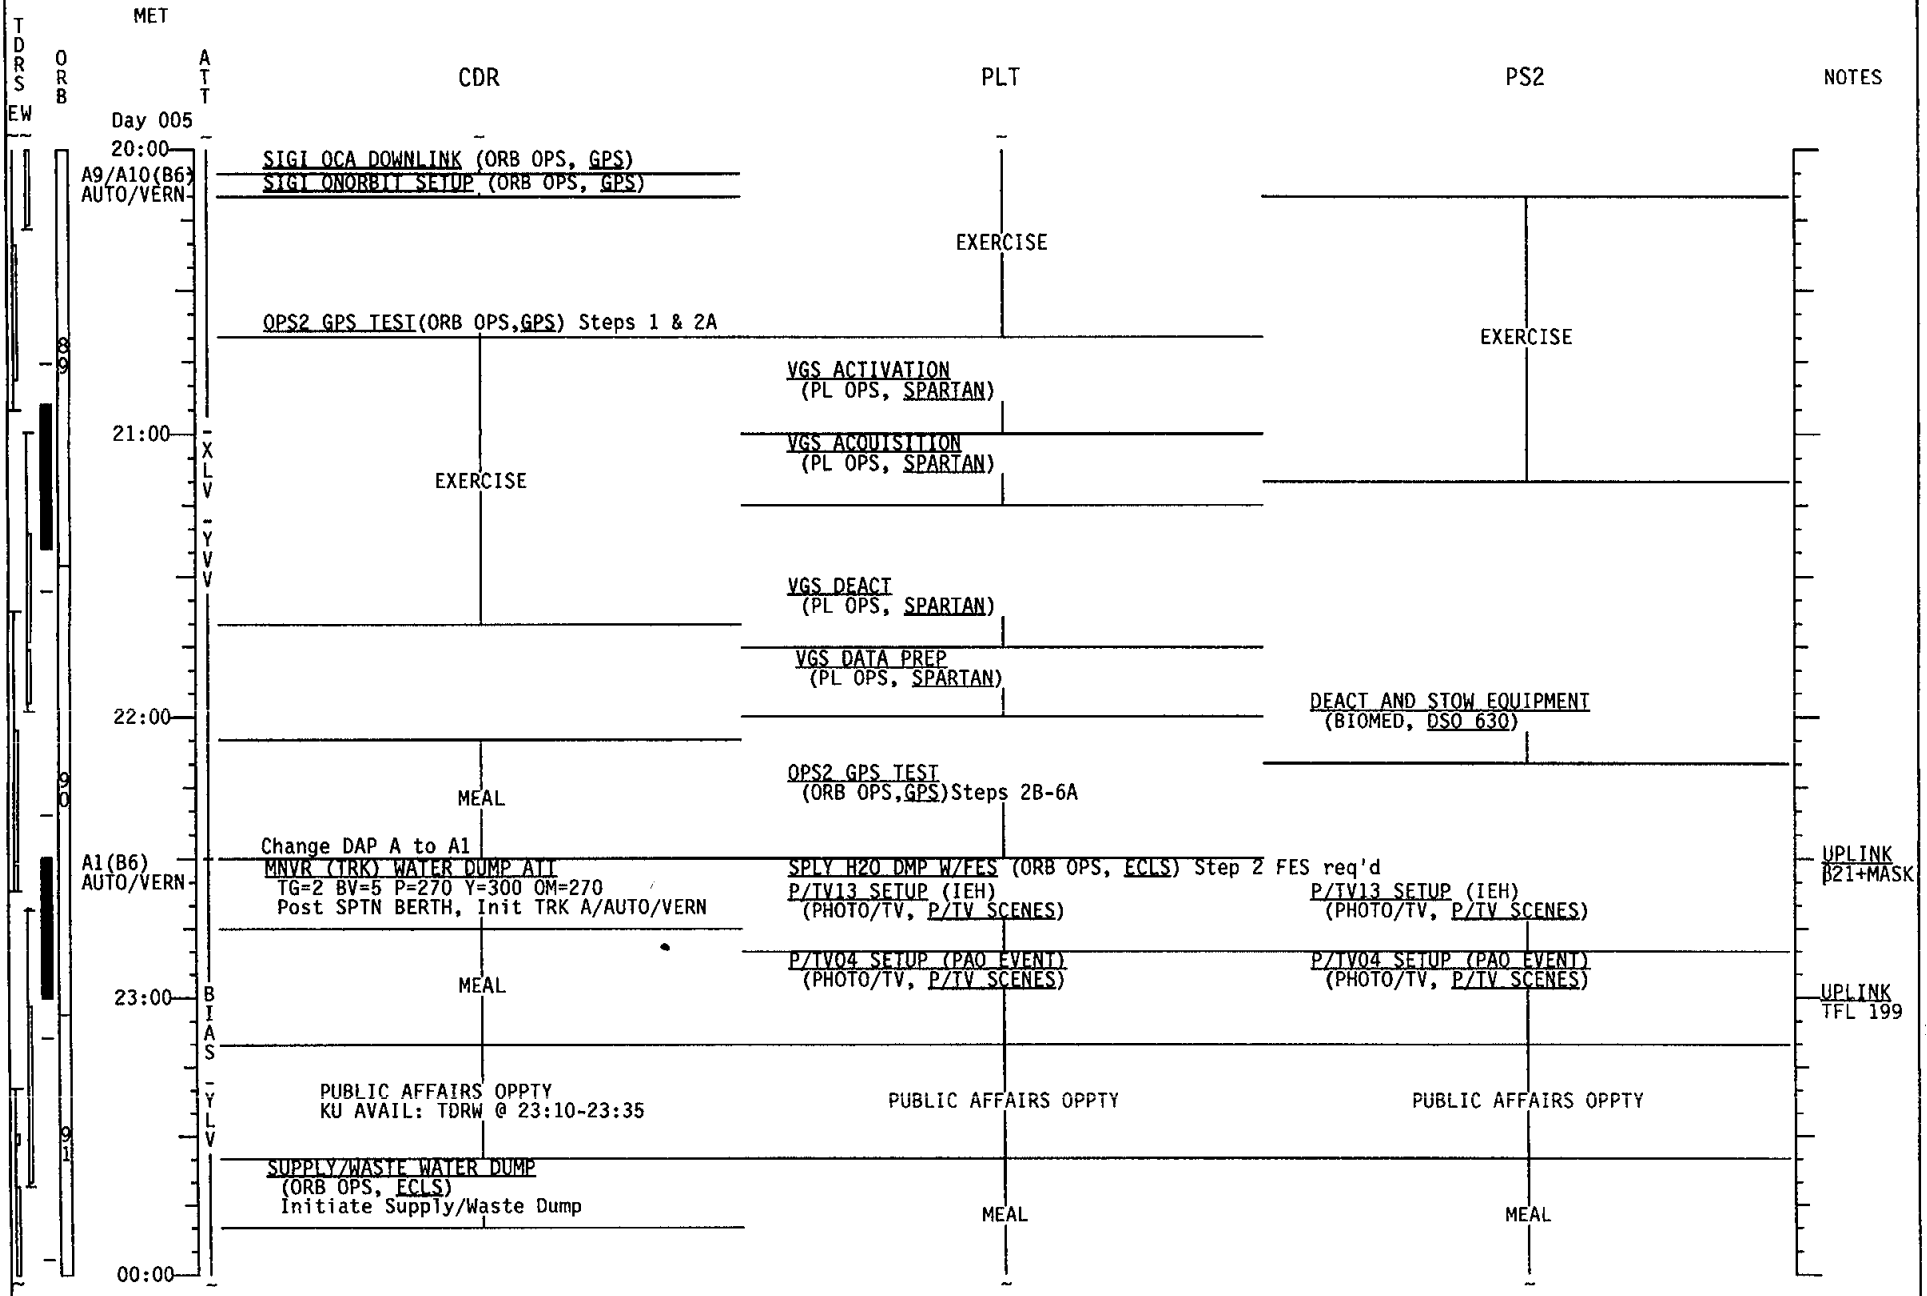 MET
TDRS
EW
ORB
ATT
CDR
PLT
PS2
NOTES
Day 005
20:00
A9/A10(B6)
AUTO/VERN
SIGI OCA DOWNLINK (ORB OPS, GPS)
SIGI ONORBIT SETUP (ORB OPS, GPS)
EXERCISE
OPS2 GPS TEST(ORB OPS,GPS) Steps 1 & 2A
EXERCISE
89
VGS ACTIVATION
(PL OPS, SPARTAN)
21:00
-XLV -YVV
VGS ACQUISITION
(PL OPS, SPARTAN)
EXERCISE
VGS DEACT
(PL OPS, SPARTAN)
VGS DATA PREP
(PL OPS, SPARTAN)
22:00
DEACT AND STOW EQUIPMENT
(BIOMED, DSO 630)
90
MEAL
OPS2 GPS TEST
(ORB OPS,GPS)Steps 2B-6A
Change DAP A to A1
A1(B6)
AUTO/VERN
MNVR (TRK) WATER DUMP ATT
TG=2 BV=5 P=270 Y=300 OM=270
Post SPTN BERTH, Init TRK A/AUTO/VERN
SPLY H2O DMP W/FES (ORB OPS, ECLS) Step 2 FES req'd
P/TV13 SETUP (IEH)
(PHOTO/TV, P/TV SCENES)
P/TV13 SETUP (IEH)
(PHOTO/TV, P/TV SCENES)
UPLINK
β21+MASK
P/TV04 SETUP (PAO EVENT)
(PHOTO/TV, P/TV SCENES)
P/TV04 SETUP (PAO EVENT)
(PHOTO/TV, P/TV SCENES)
MEAL
23:00
BIAS -YLV
UPLINK
TFL 199
91
PUBLIC AFFAIRS OPPTY
KU AVAIL: TDRW @ 23:10-23:35
PUBLIC AFFAIRS OPPTY
PUBLIC AFFAIRS OPPTY
SUPPLY/WASTE WATER DUMP
(ORB OPS, ECLS)
Initiate Supply/Waste Dump
MEAL
MEAL
00:00